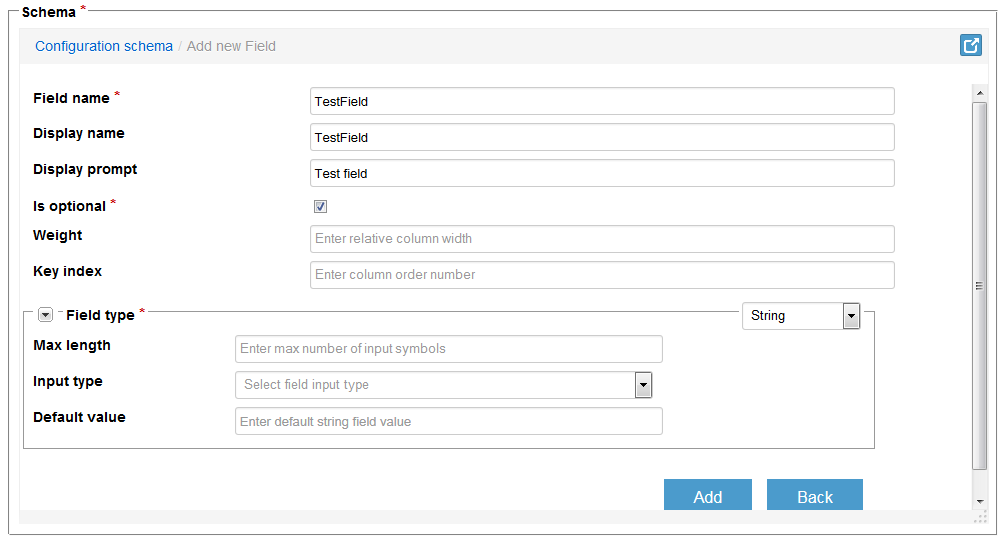 Schema *
Configuration schema / Add new Field
Field name * TestField
Display name TestField
Display prompt Test field
Is optional *
Weight Enter relative column width
Key index Enter column order number
Field type * String
Max length Enter max number of input symbols
Input type Select field input type
Default value Enter default string field value
Add Back